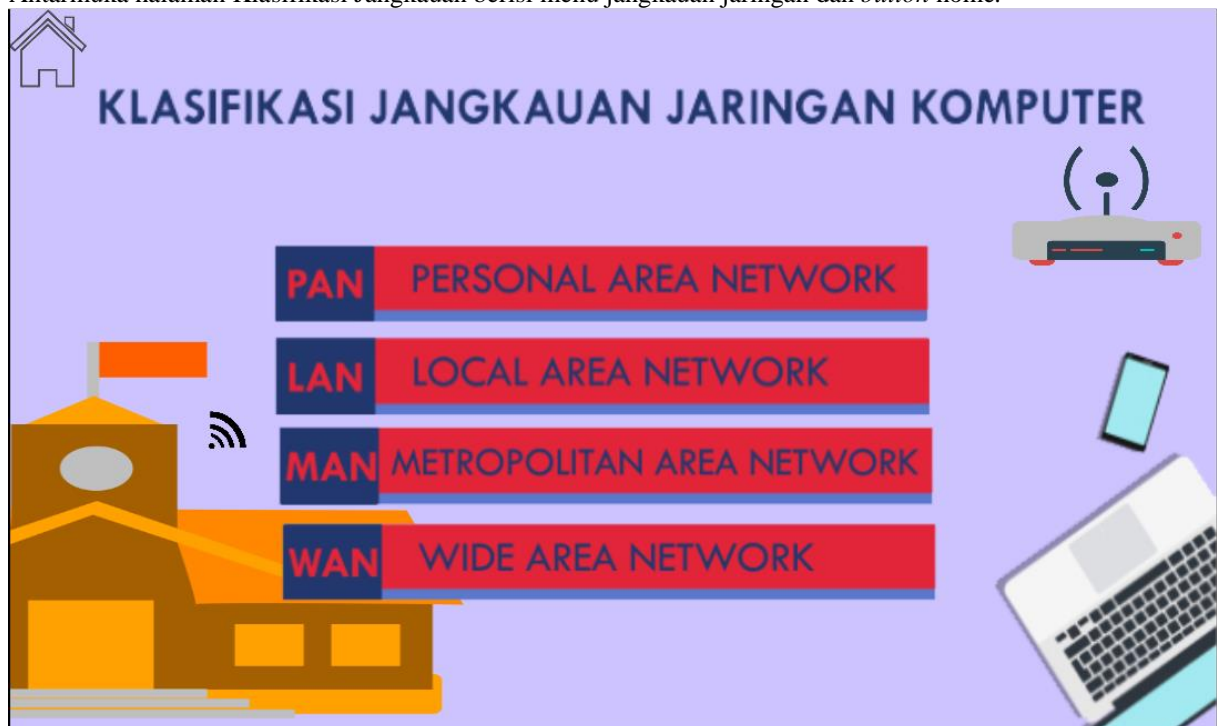 Antarmuka halaman Klasifikasi Jangkauan berisi menu jangkauan jaringan dan button home.
KLASIFIKASI JANGKAUAN JARINGAN KOMPUTER
PAN PERSONAL AREA NETWORK
LAN LOCAL AREA NETWORK
MAN METROPOLITAN AREA NETWORK
WAN WIDE AREA NETWORK